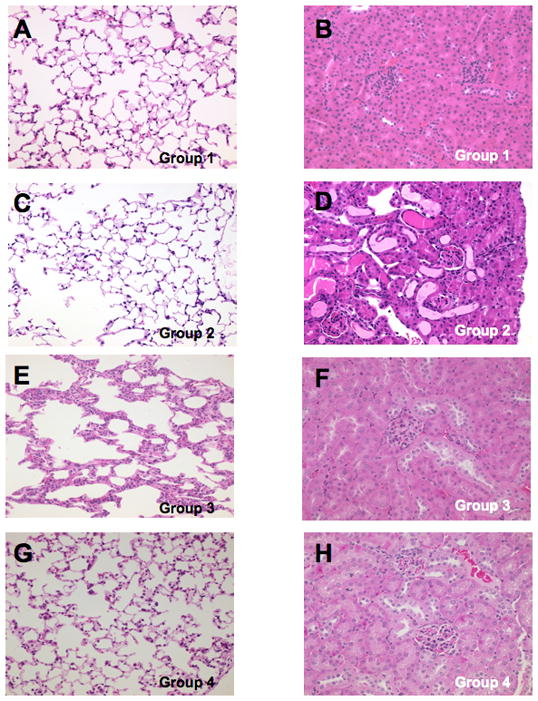 A
Group 1
B
Group 1
C
Group 2
D
Group 2
E
Group 3
F
Group 3
G
Group 4
H
Group 4